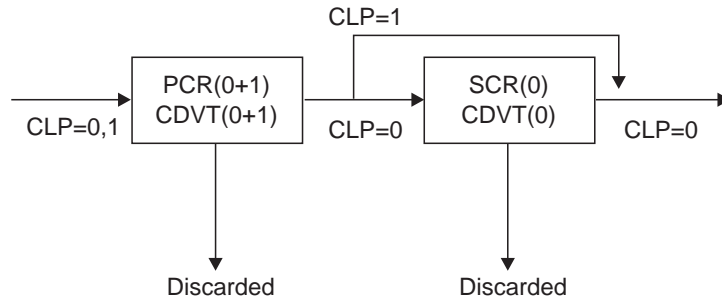 CLP=1
PCR(0+1)
CDVT(0+1)
SCR(0)
CDVT(0)
CLP=0,1
CLP=0
CLP=0
Discarded
Discarded